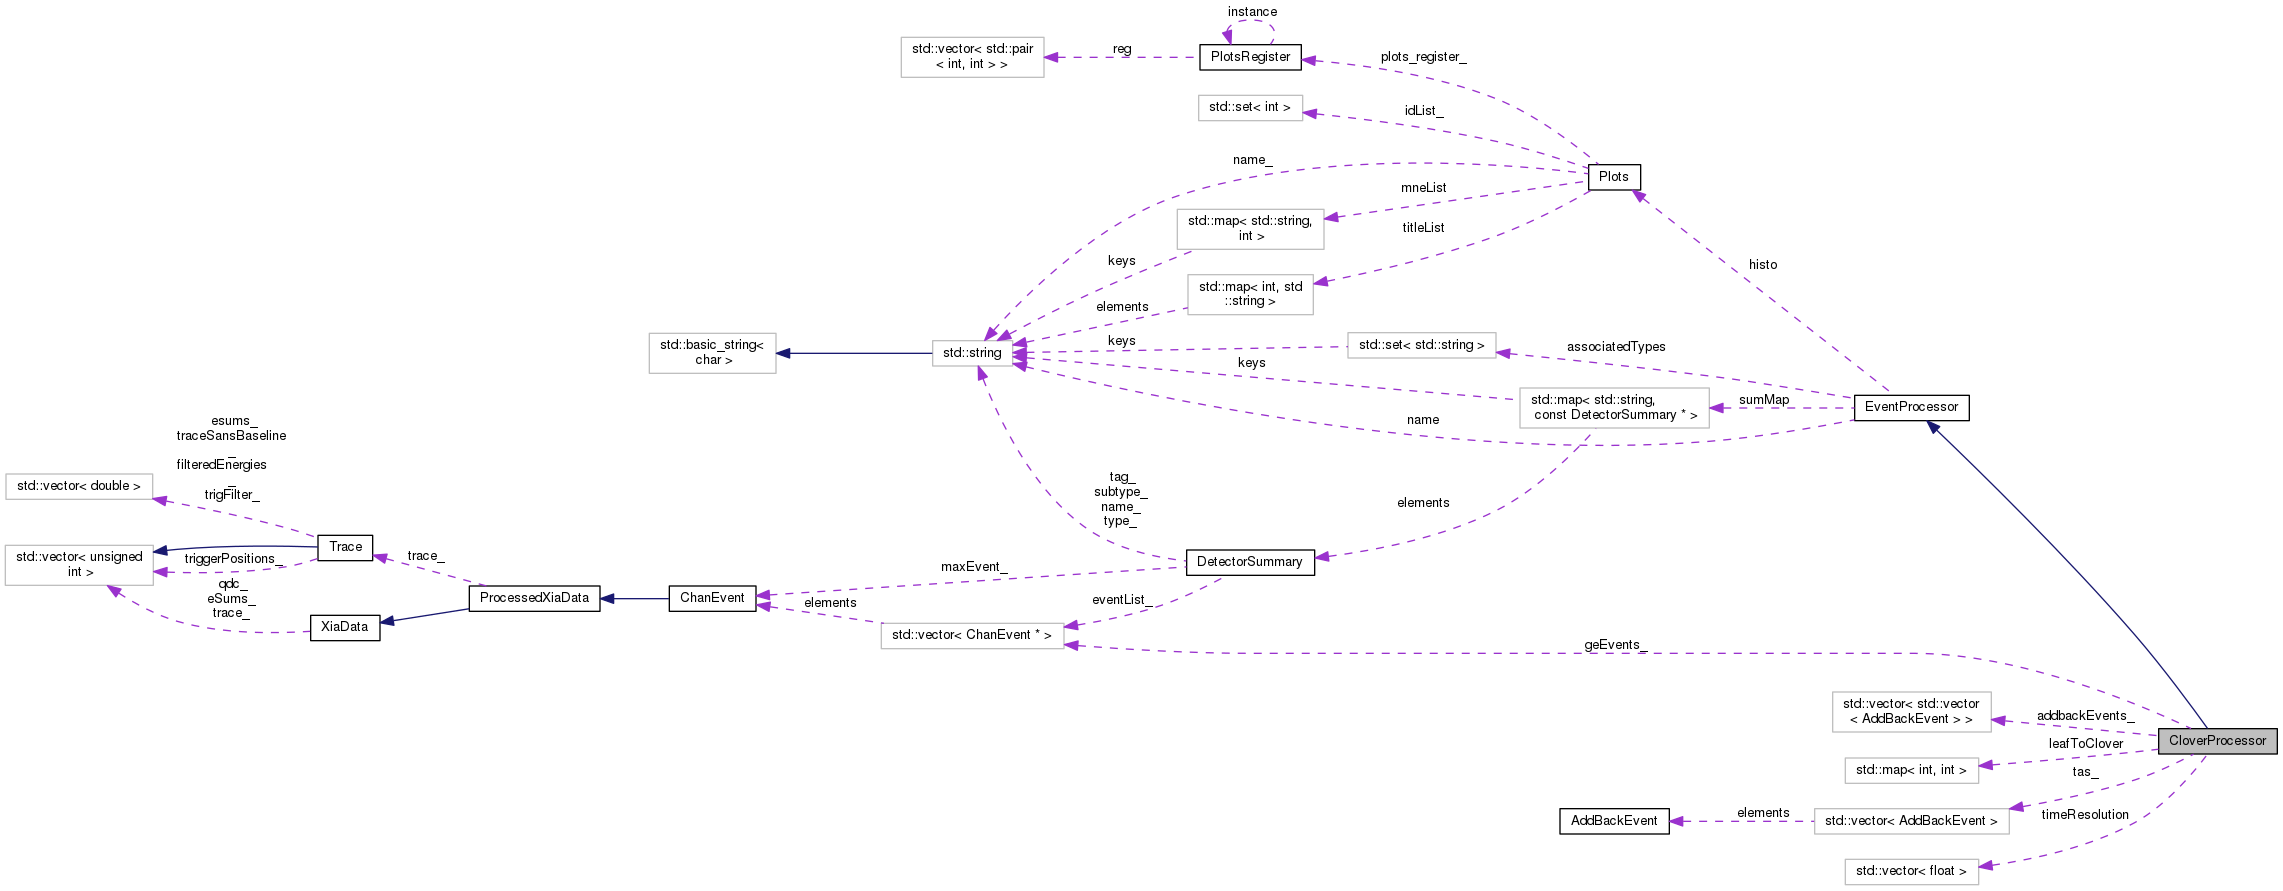 instance
std::vector< std::pair
< int, int > >
reg
PlotsRegister
plots_register_
std::set< int >
idList_
name_
Plots
mneList
std::map< std::string,
int >
titleList
keys
histo
std::map< int, std
::string >
elements
std::basic_string<
char >
std::string
keys
std::set< std::string >
associatedTypes
keys
std::map< std::string,
const DetectorSummary * >
sumMap
EventProcessor
name
esums_
traceSansBaseline
_
filteredEnergies
_
trigFilter_
std::vector< double >
tag_
subtype_
name_
type_
elements
std::vector< unsigned
int >
triggerPositions_
Trace
trace_
qdc_
eSums_
trace_
XiaData
ProcessedXiaData
ChanEvent
maxEvent_
DetectorSummary
elements
eventList_
std::vector< ChanEvent * >
geEvents_
std::vector< std::vector
< AddBackEvent > >
addbackEvents_
CloverProcessor
leafToClover
std::map< int, int >
tas_
AddBackEvent
elements
std::vector< AddBackEvent >
timeResolution
std::vector< float >